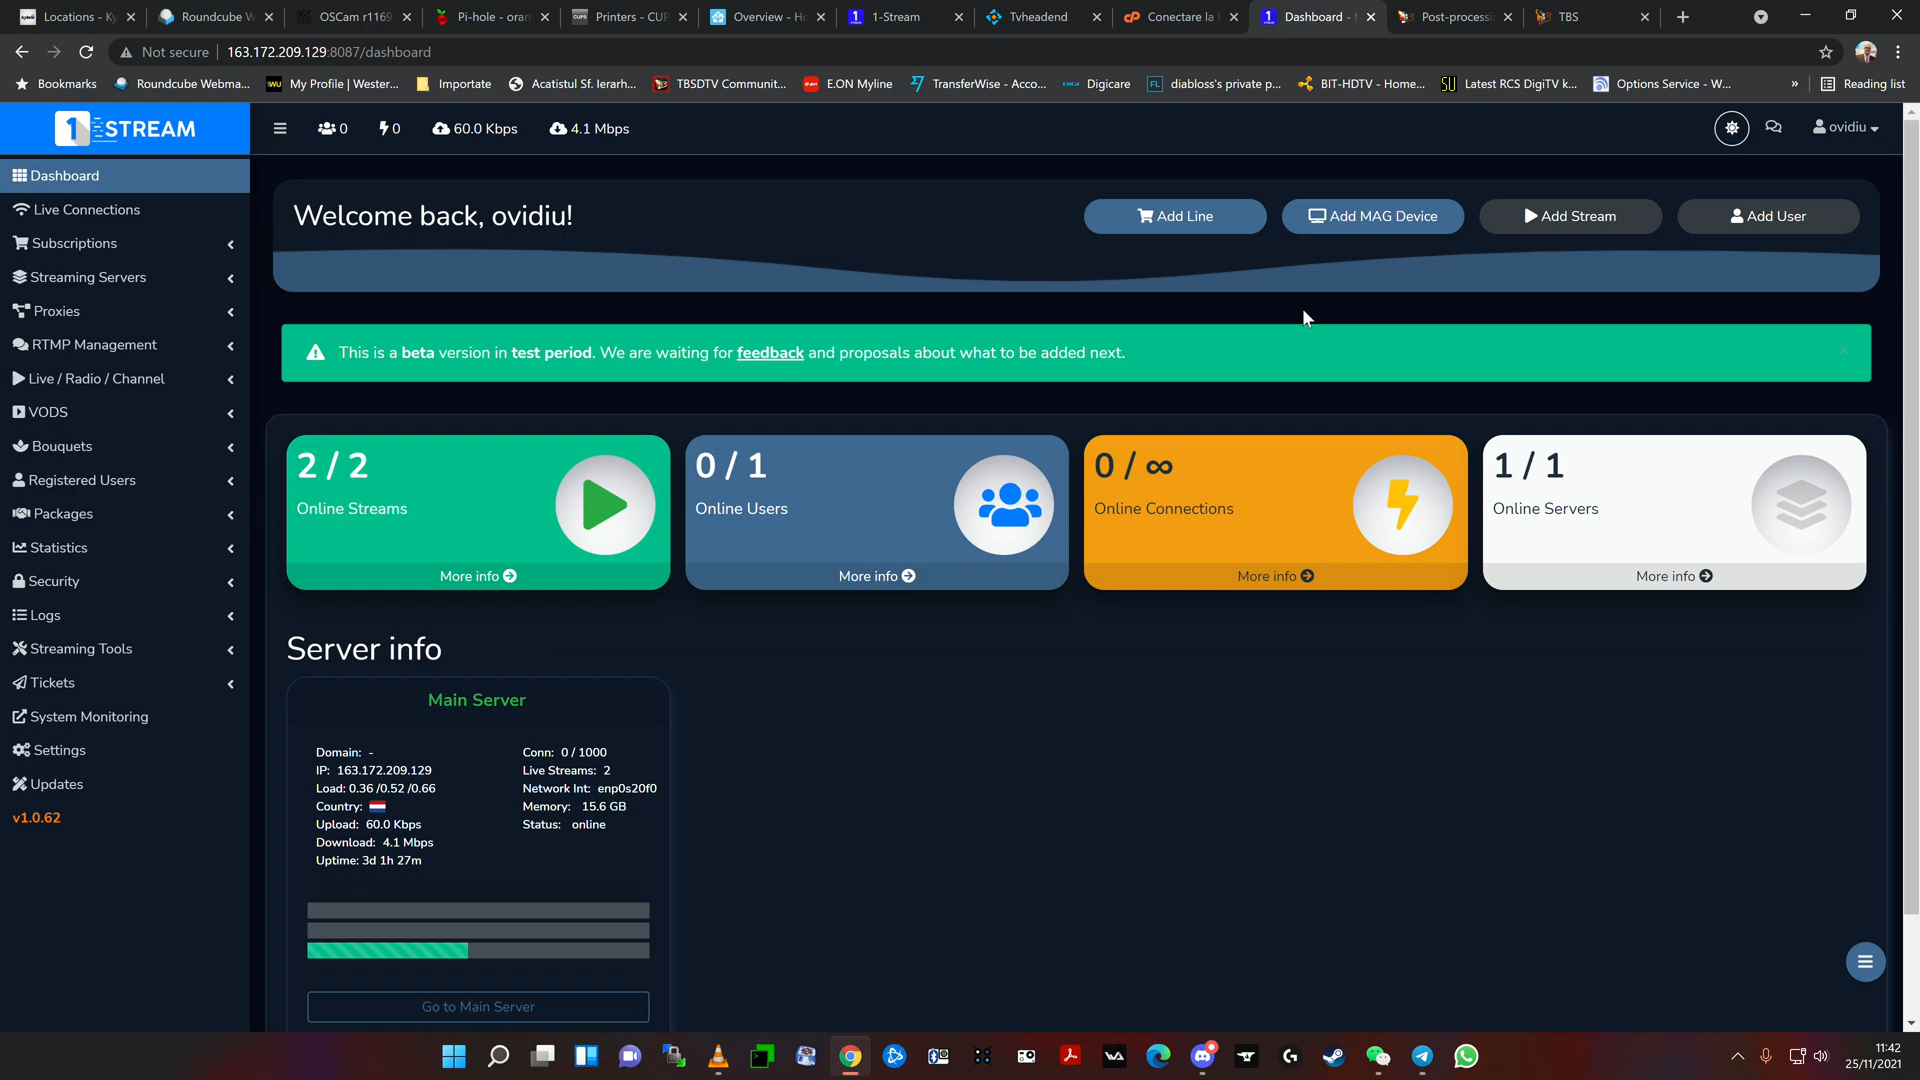 Locations - Ky
Roundcube W
OSCam r1169
Pi-hole - oran
Printers - CUP
Overview - Ho
1-Stream
Tvheadend
Conectare la
Dashboard -
Post-processi
TBS
Not secure
163.172.209.129:8087/dashboard
Bookmarks
Roundcube Webma...
My Profile | Wester...
Importate
Acatistul Sf. Ierarh...
TBSDTV Communit...
E.ON Myline
TransferWise - Acco...
Digicare
diabloss's private p...
BIT-HDTV - Home...
Latest RCS DigiTV k...
Options Service - W...
»
Reading list
1 STREAM
0
0
60.0 Kbps
4.1 Mbps
ovidiu
Dashboard
Live Connections
Subscriptions
Streaming Servers
Proxies
RTMP Management
Live / Radio / Channel
VODS
Bouquets
Registered Users
Packages
Statistics
Security
Logs
Streaming Tools
Tickets
System Monitoring
Settings
Updates
v1.0.62
Welcome back, ovidiu!
Add Line
Add MAG Device
Add Stream
Add User
This is a beta version in test period. We are waiting for feedback and proposals about what to be added next.
2 / 2
Online Streams
More info
0 / 1
Online Users
More info
0 / ∞
Online Connections
More info
1 / 1
Online Servers
More info
Server info
Main Server
Domain: -
IP: 163.172.209.129
Load: 0.36 /0.52 /0.66
Country:
Upload: 60.0 Kbps
Download: 4.1 Mbps
Uptime: 3d 1h 27m
Conn: 0 / 1000
Live Streams: 2
Network Int: enp0s20f0
Memory: 15.6 GB
Status: online
Go to Main Server
11:42
25/11/2021